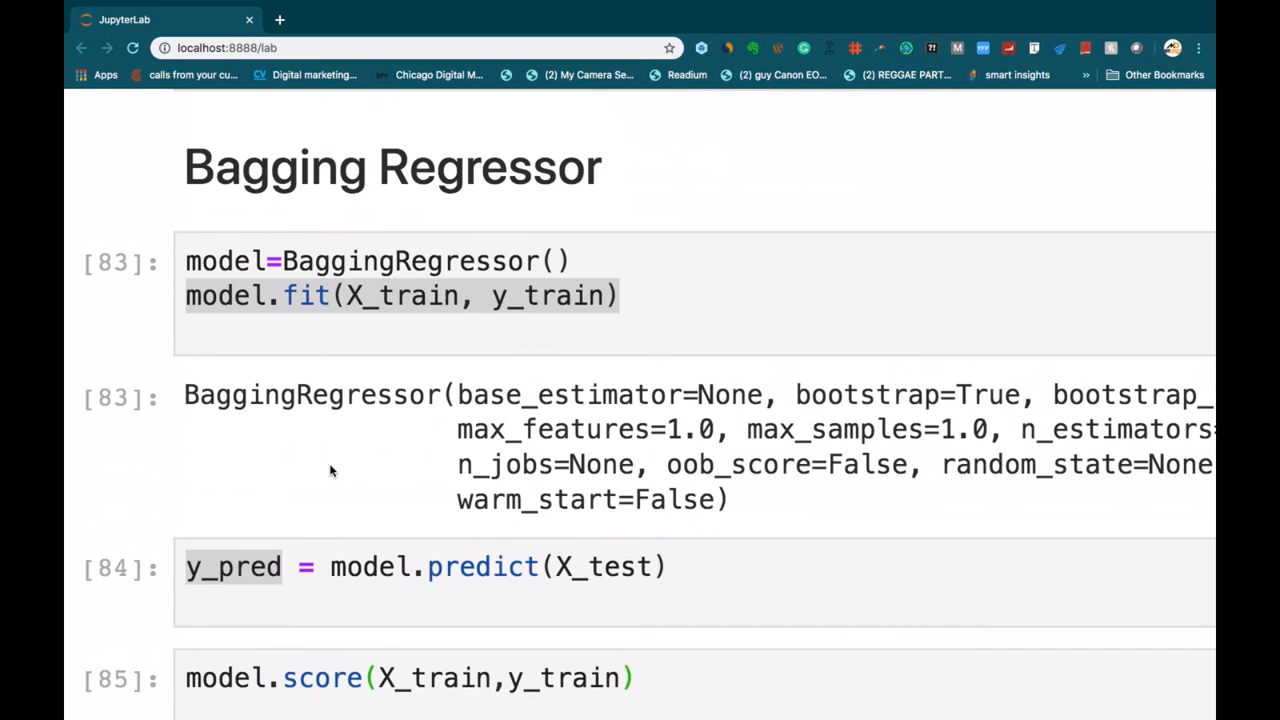 JupyterLab
localhost:8888/lab
Apps calls from your cu... CV Digital marketing... Chicago Digital M... (2) My Camera Se... Readium (2) guy Canon EO... (2) REGGAE PART... smart insights » Other Bookmarks
Bagging Regressor
[83]: model=BaggingRegressor()
model.fit(X_train, y_train)
[83]: BaggingRegressor(base_estimator=None, bootstrap=True, bootstrap_
max_features=1.0, max_samples=1.0, n_estimators=
n_jobs=None, oob_score=False, random_state=None
warm_start=False)
[84]: y_pred = model.predict(X_test)
[85]: model.score(X_train,y_train)